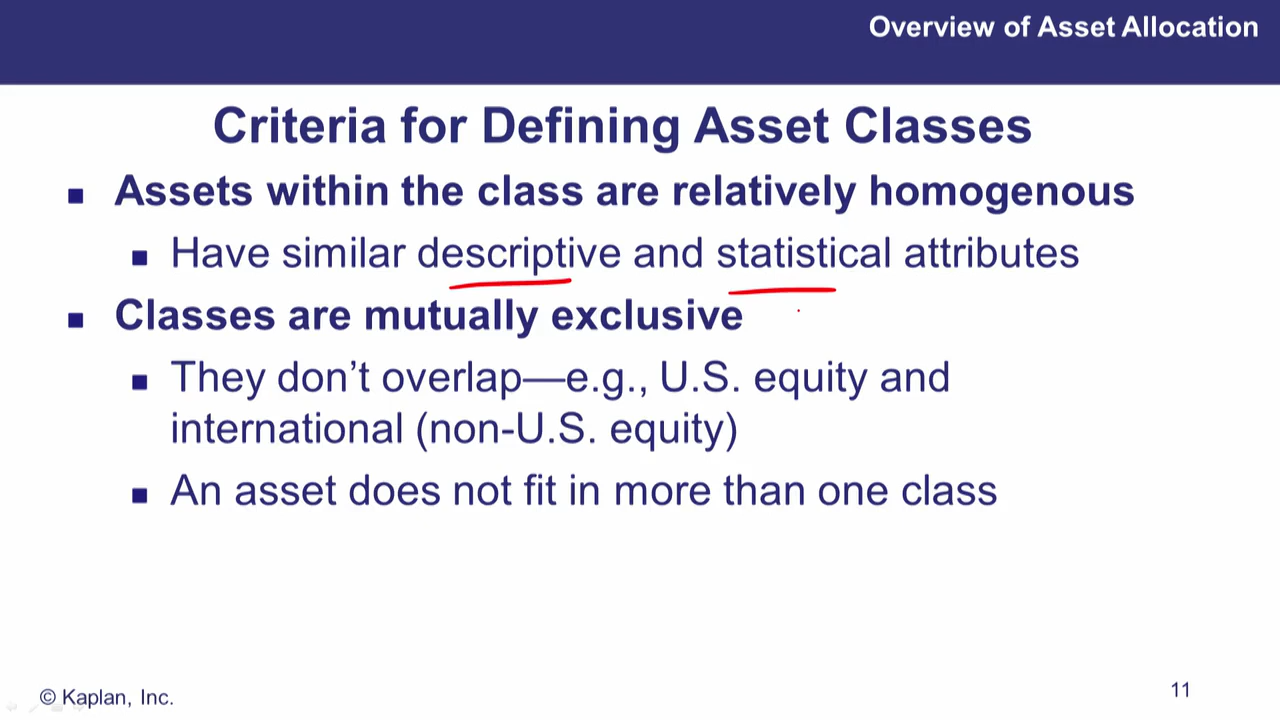 Overview of Asset Allocation
Criteria for Defining Asset Classes
Assets within the class are relatively homogenous
Have similar descriptive and statistical attributes
Classes are mutually exclusive
They don’t overlap—e.g., U.S. equity and
international (non-U.S. equity)
An asset does not fit in more than one class
© Kaplan, Inc.
11